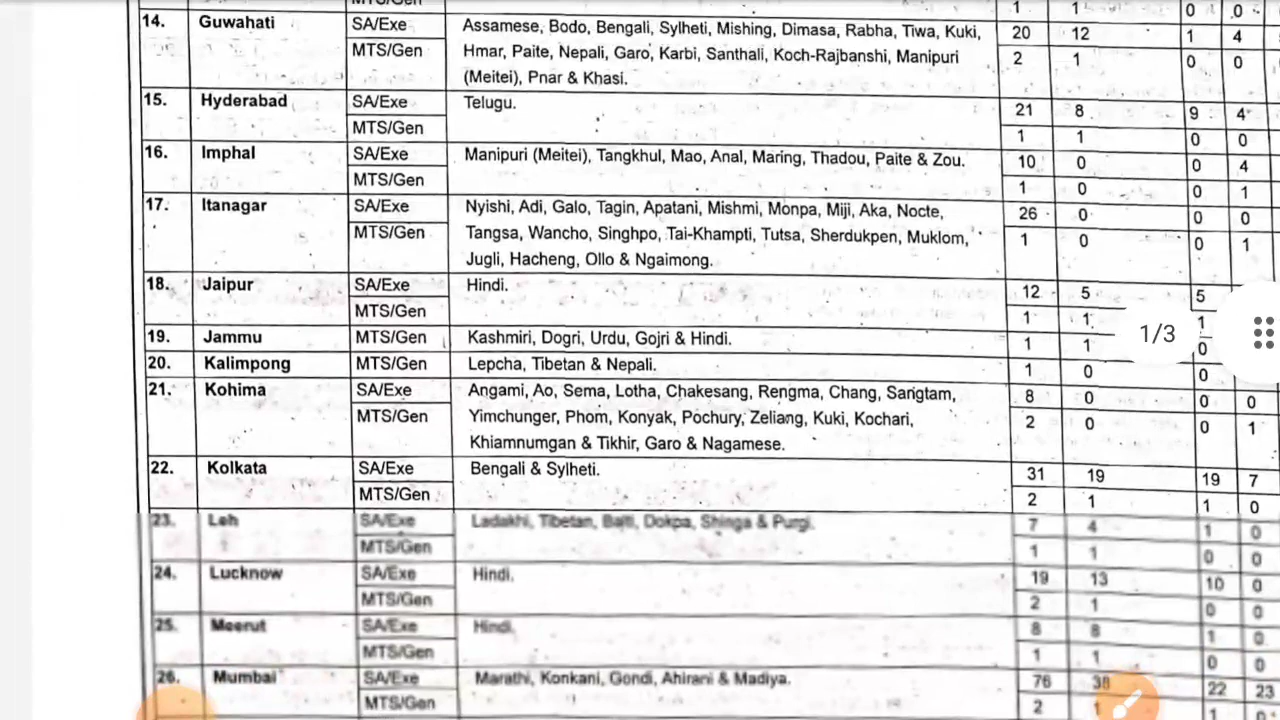 1 1 0 0
14. Guwahati SA/Exe Assamese, Bodo, Bengali, Sylheti, Mishing, Dimasa, Rabha, Tiwa, Kuki, 20 12 1 4
MTS/Gen Hmar, Paite, Nepali, Garo, Karbi, Santhali, Koch-Rajbanshi, Manipuri 2 1 0 0
(Meitei), Pnar & Khasi.
15. Hyderabad SA/Exe Telugu. 21 8 9 4
MTS/Gen 1 1 0 0
16. Imphal SA/Exe Manipuri (Meitei), Tangkhul, Mao, Anal, Maring, Thadou, Paite & Zou. 10 0 0 4
MTS/Gen 1 0 0 1
17. Itanagar SA/Exe Nyishi, Adi, Galo, Tagin, Apatani, Mishmi, Monpa, Miji, Aka, Nocte, 26 0 0 0
MTS/Gen Tangsa, Wancho, Singhpo, Tai-Khampti, Tutsa, Sherdukpen, Muklom, 1 0 0 1
Jugli, Hacheng, Ollo & Ngaimong.
18. Jaipur SA/Exe Hindi. 12 5 5
MTS/Gen 1 1 1
1/3
19. Jammu MTS/Gen Kashmiri, Dogri, Urdu, Gojri & Hindi. 1 1 0
20. Kalimpong MTS/Gen Lepcha, Tibetan & Nepali. 1 0 0
21. Kohima SA/Exe Angami, Ao, Sema, Lotha, Chakesang, Rengma, Chang, Sangtam, 8 0 0 0
MTS/Gen Yimchunger, Phom, Konyak, Pochury, Zeliang, Kuki, Kochari, 2 0 0 1
Khiamnumgan & Tikhir, Garo & Nagamese.
22. Kolkata SA/Exe Bengali & Sylheti. 31 19 19 7
MTS/Gen 2 1 1 0
23. Leh SA/Exe Ladakhi, Tibetan, Balti, Dokpa, Shinga & Purgi. 7 4 1 0
MTS/Gen 1 1 0 0
24. Lucknow SA/Exe Hindi. 19 13 10 0
MTS/Gen 2 1 0 0
25. Meerut SA/Exe Hindi. 8 8 1 0
MTS/Gen 1 1 0 0
26. Mumbai SA/Exe Marathi, Konkani, Gondi, Ahirani & Madiya. 76 38 22 23
MTS/Gen 2 1 1 0